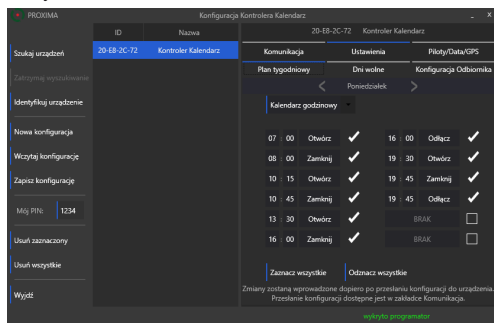 PROXIMA
Konfiguracja Kontrolera Kalendarz
_ X
ID Nazwa
20-E8-2C-72 Kontroler Kalendarz
20-E8-2C-72 Kontroler Kalendarz
Szukaj urządzeń
Zatrzymaj wyszukiwanie
Identyfikuj urządzenie
Nowa konfiguracja
Wczytaj konfigurację
Zapisz konfigurację
Mój PIN: 1234
Usuń zaznaczony
Usuń wszystkie
Wyjdź
Komunikacja Ustawienia Piloty/Data/GPS
Plan tygodniowy Dni wolne Konfiguracja Odbiornika
< Poniedziałek >
Kalendarz godzinowy
07 : 00 Otwórz ✓ 16 : 00 Odłącz ✓
08 : 00 Zamknij ✓ 19 : 30 Otwórz ✓
10 : 15 Otwórz ✓ 19 : 45 Zamknij ✓
10 : 45 Zamknij ✓ 19 : 45 Odłącz ✓
13 : 30 Otwórz ✓ BRAK
16 : 00 Zamknij ✓ BRAK
Zaznacz wszystkie Odznacz wszystkie
Zmiany zostaną wprowadzone dopiero po przesłaniu konfiguracji do urządzenia.
Przesłanie konfiguracji dostępne jest w zakładce Komunikacja.
wykryto programator